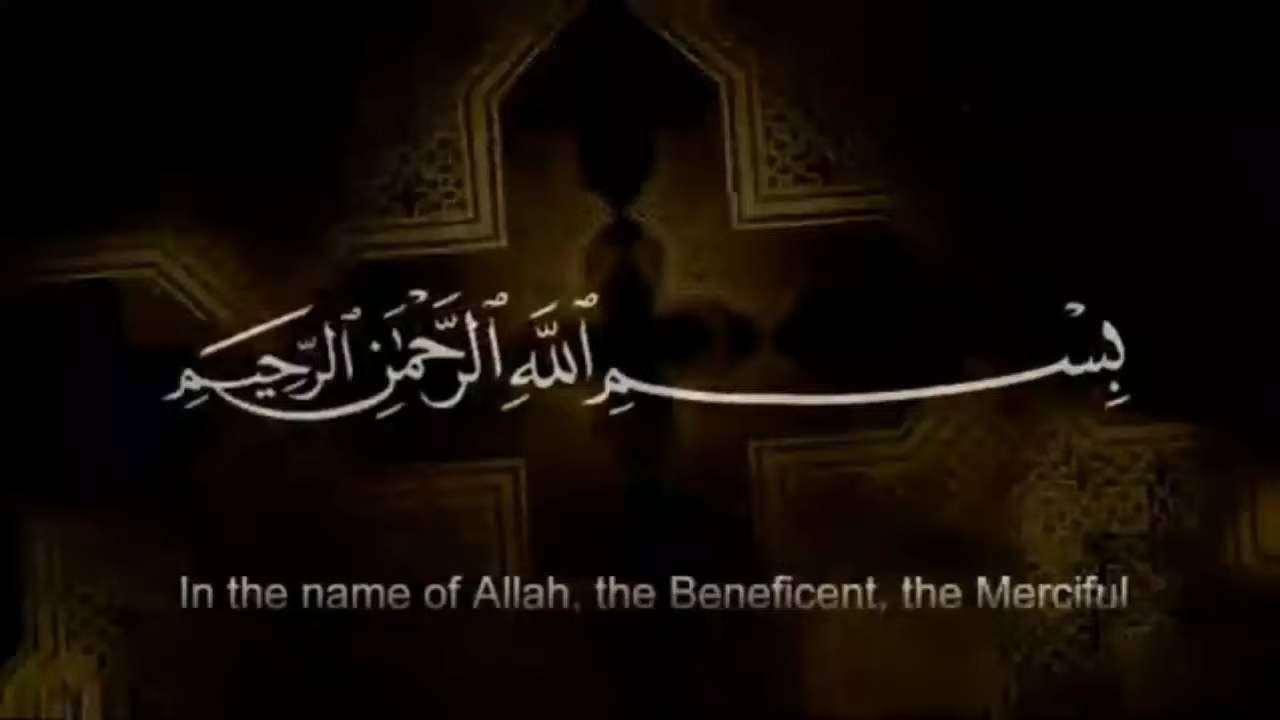 بِسْمِ ٱللَّهِ ٱلرَّحْمَٰنِ ٱلرَّحِيمِ
In the name of Allah, the Beneficent, the Merciful